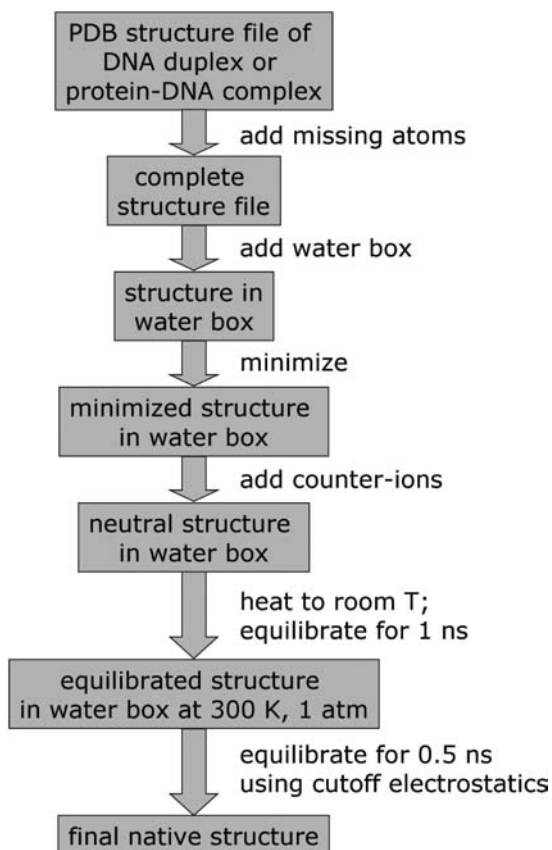 PDB structure file of
DNA duplex or
protein-DNA complex
add missing atoms
complete
structure file
add water box
structure in
water box
minimize
minimized structure
in water box
add counter-ions
neutral structure
in water box
heat to room T;
equilibrate for 1 ns
equilibrated structure
in water box at 300 K, 1 atm
equilibrate for 0.5 ns
using cutoff electrostatics
final native structure